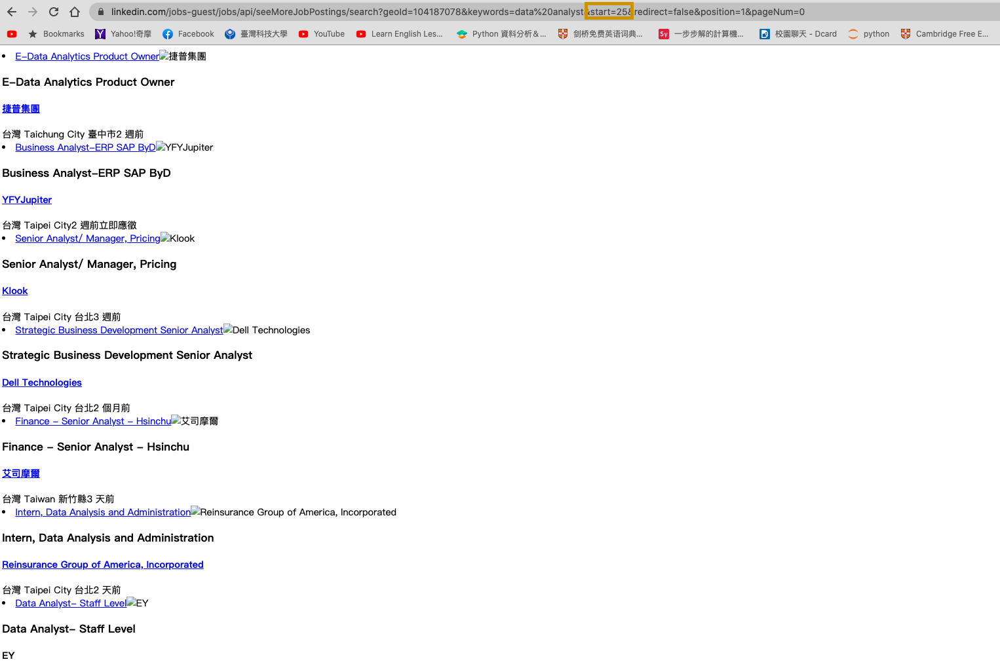 linkedin.com/jobs-guest/jobs/api/seeMoreJobPostings/search?geoId=104187078&keywords=data%20analyst&start=25&redirect=false&position=1&pageNum=0
Bookmarks Yahoo!奇摩 Facebook 臺灣科技大學 YouTube Learn English Les... Python 資料分析&... 剑桥免费英语词典... Sy 一步步解的計算機... 校園聊天 - Dcard python Cambridge Free E...
• E-Data Analytics Product Owner捷普集團
E-Data Analytics Product Owner
捷普集團
台灣 Taichung City 臺中市2 週前
• Business Analyst-ERP SAP ByDYFYJupiter
Business Analyst-ERP SAP ByD
YFYJupiter
台灣 Taipei City2 週前立即應徵
• Senior Analyst/ Manager, PricingKlook
Senior Analyst/ Manager, Pricing
Klook
台灣 Taipei City 台北3 週前
• Strategic Business Development Senior AnalystDell Technologies
Strategic Business Development Senior Analyst
Dell Technologies
台灣 Taipei City 台北2 個月前
• Finance - Senior Analyst - Hsinchu艾司摩爾
Finance - Senior Analyst - Hsinchu
艾司摩爾
台灣 Taiwan 新竹縣3 天前
• Intern, Data Analysis and AdministrationReinsurance Group of America, Incorporated
Intern, Data Analysis and Administration
Reinsurance Group of America, Incorporated
台灣 Taipei City 台北2 天前
• Data Analyst- Staff LevelEY
Data Analyst- Staff Level
EY